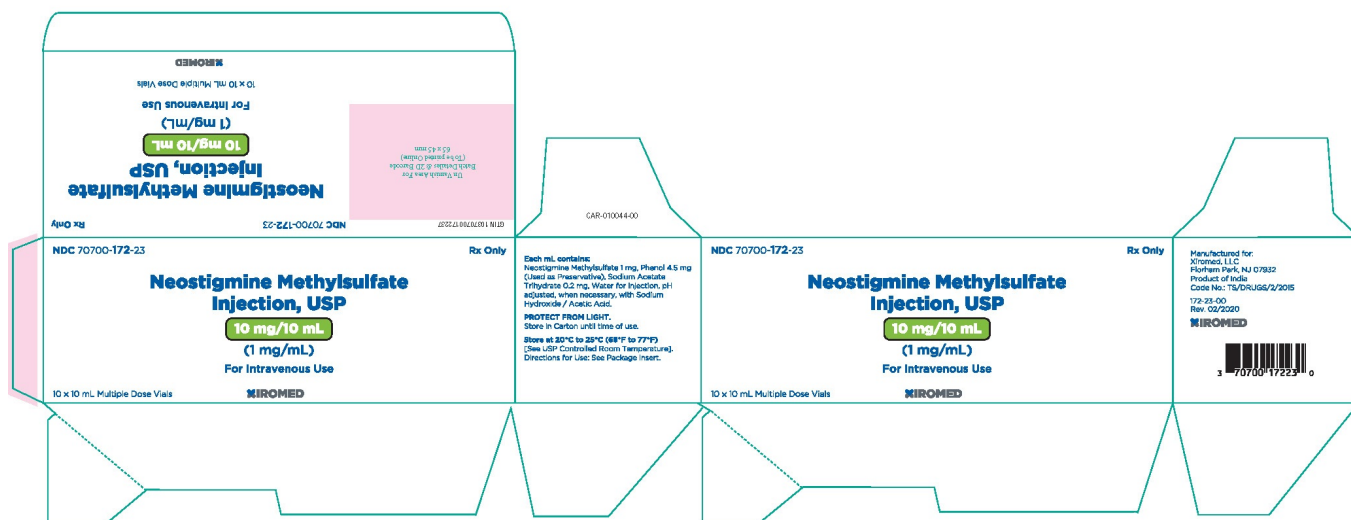 XIROMED
10 x 10 mL Multiple Dose Vials
For Intravenous Use
(1 mg/mL)
10 mg/10 mL
Injection, USP
Neostigmine Methylsulfate
Rx Only
NDC 70700-172-23
GTIN 10370700172237
Un Varnish Area For
Batch Details & 2D Barcode
(To be printed Online)
65 x 45 mm
CAR-010044-00
NDC 70700-172-23
Rx Only
Neostigmine Methylsulfate
Injection, USP
10 mg/10 mL
(1 mg/mL)
For Intravenous Use
10 x 10 mL Multiple Dose Vials
XIROMED
Each mL contains:
Neostigmine Methylsulfate 1 mg, Phenol 4.5 mg
(Used as Preservative), Sodium Acetate
Trihydrate 0.2 mg, Water for Injection, pH
adjusted, when necessary, with Sodium
Hydroxide / Acetic Acid.
PROTECT FROM LIGHT.
Store in Carton until time of use.
Store at 20°C to 25°C (68°F to 77°F)
[See USP Controlled Room Temperature].
Directions for Use: See Package Insert.
NDC 70700-172-23
Rx Only
Neostigmine Methylsulfate
Injection, USP
10 mg/10 mL
(1 mg/mL)
For Intravenous Use
10 x 10 mL Multiple Dose Vials
XIROMED
Manufactured for:
Xiromed, LLC
Florham Park, NJ 07932
Product of India
Code No.: TS/DRUGS/2/2015
172-23-00
Rev. 02/2020
XIROMED
3 70700 17223 0